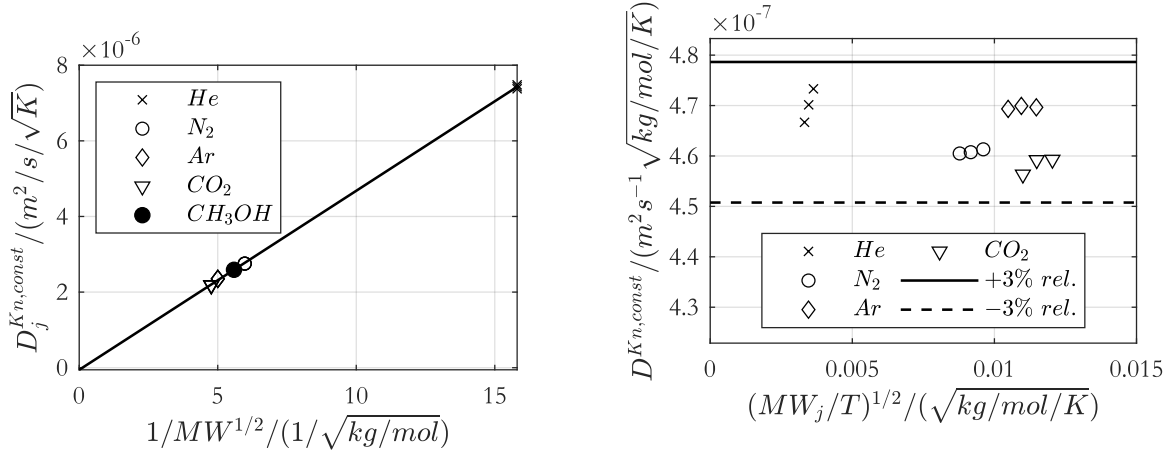 ×10^-6
8
6
4
2
0
0
5
10
15
D_j^{Kn,const}/(m^2/s/√K)
1/MW^{1/2}/(1/√kg/mol)
He
N_2
Ar
CO_2
CH_3OH
×10^-7
4.8
4.7
4.6
4.5
4.4
4.3
0
0.005
0.01
0.015
D^{Kn,const}/(m^2s^{-1}√kg/mol/K)
(MW_j/T)^{1/2}/(√kg/mol/K)
He
N_2
Ar
CO_2
+3% rel.
−3% rel.